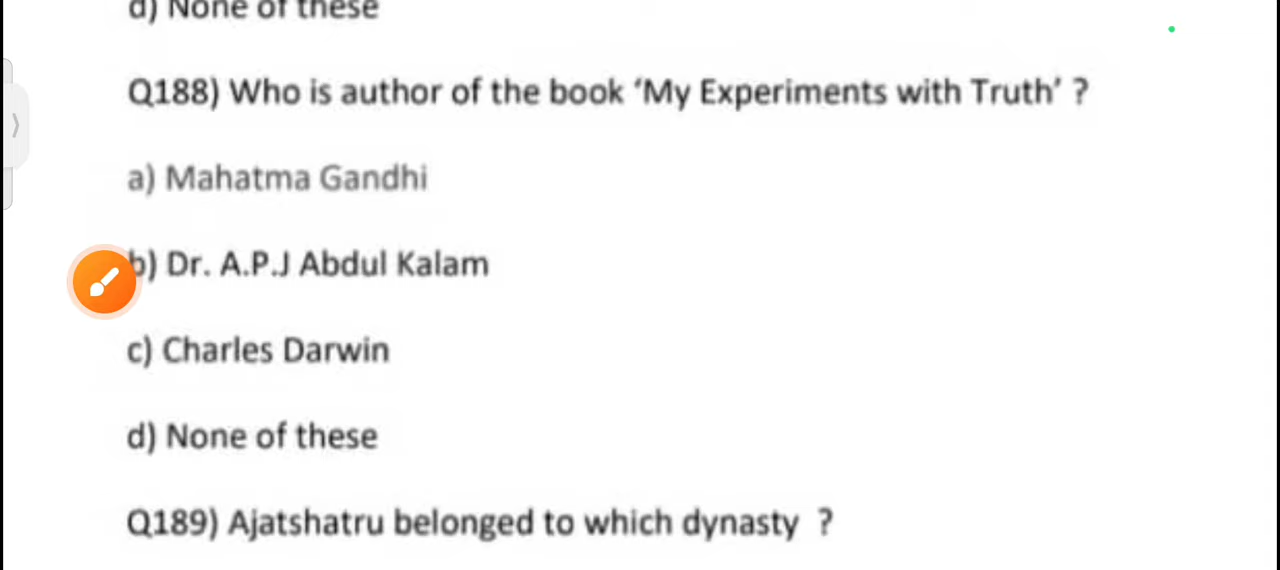 d) None of these
Q188) Who is author of the book ‘My Experiments with Truth’ ?
a) Mahatma Gandhi
b) Dr. A.P.J Abdul Kalam
c) Charles Darwin
d) None of these
Q189) Ajatshatru belonged to which dynasty ?